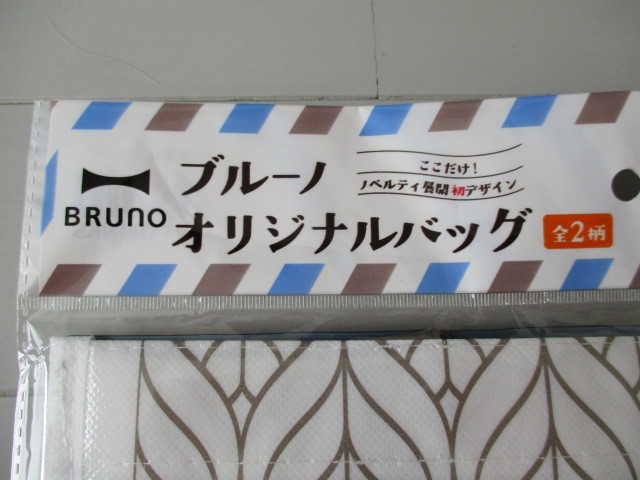 BRUNO
ブルーノ
ここだけ!
ノベルティ展開初デザイン
オリジナルバッグ
全2柄